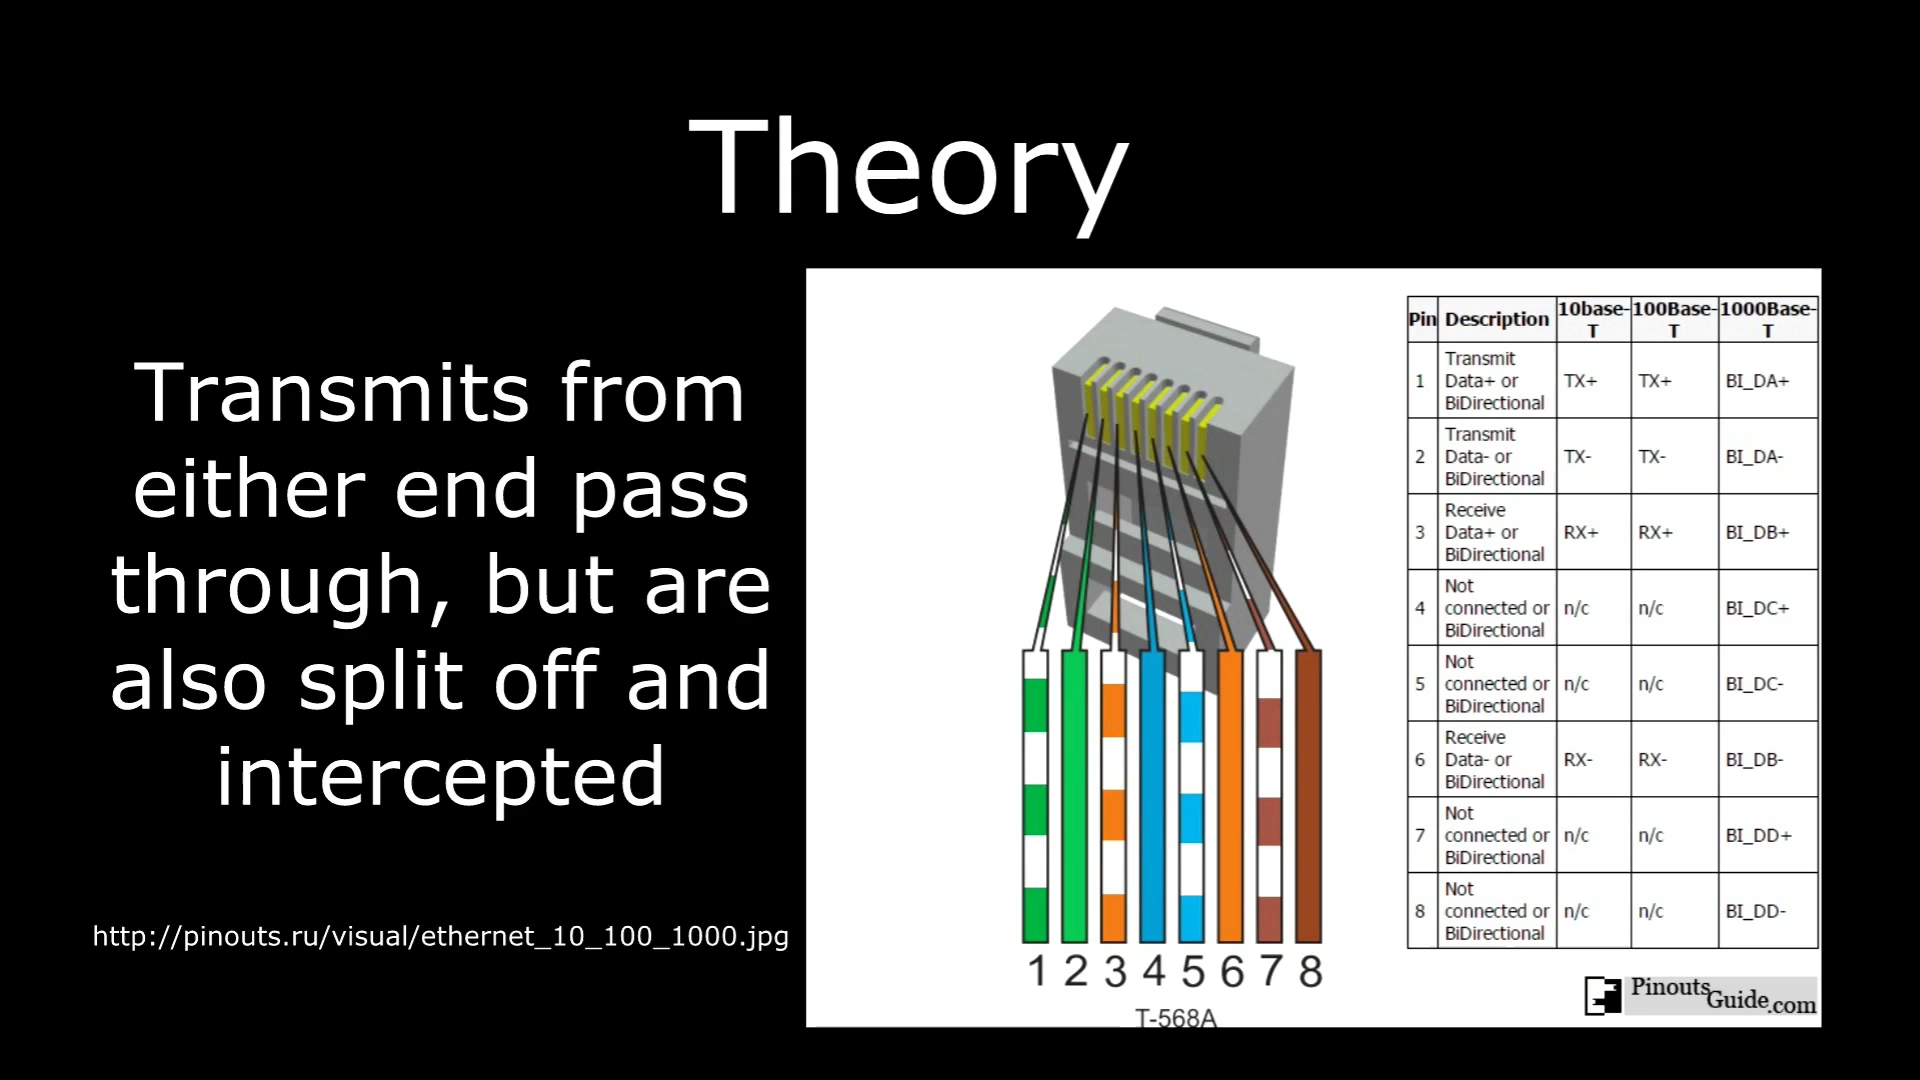 Theory
Transmits from
either end pass
through, but are
also split off and
intercepted
http://pinouts.ru/visual/ethernet_10_100_1000.jpg
1 2 3 4 5 6 7 8
T-568A
Pin Description 10base-T 100Base-T 1000Base-T
1 Transmit Data+ or BiDirectional TX+ TX+ BI_DA+
2 Transmit Data- or BiDirectional TX- TX- BI_DA-
3 Receive Data+ or BiDirectional RX+ RX+ BI_DB+
4 Not connected or BiDirectional n/c n/c BI_DC+
5 Not connected or BiDirectional n/c n/c BI_DC-
6 Receive Data- or BiDirectional RX- RX- BI_DB-
7 Not connected or BiDirectional n/c n/c BI_DD+
8 Not connected or BiDirectional n/c n/c BI_DD-
PinoutsGuide.com